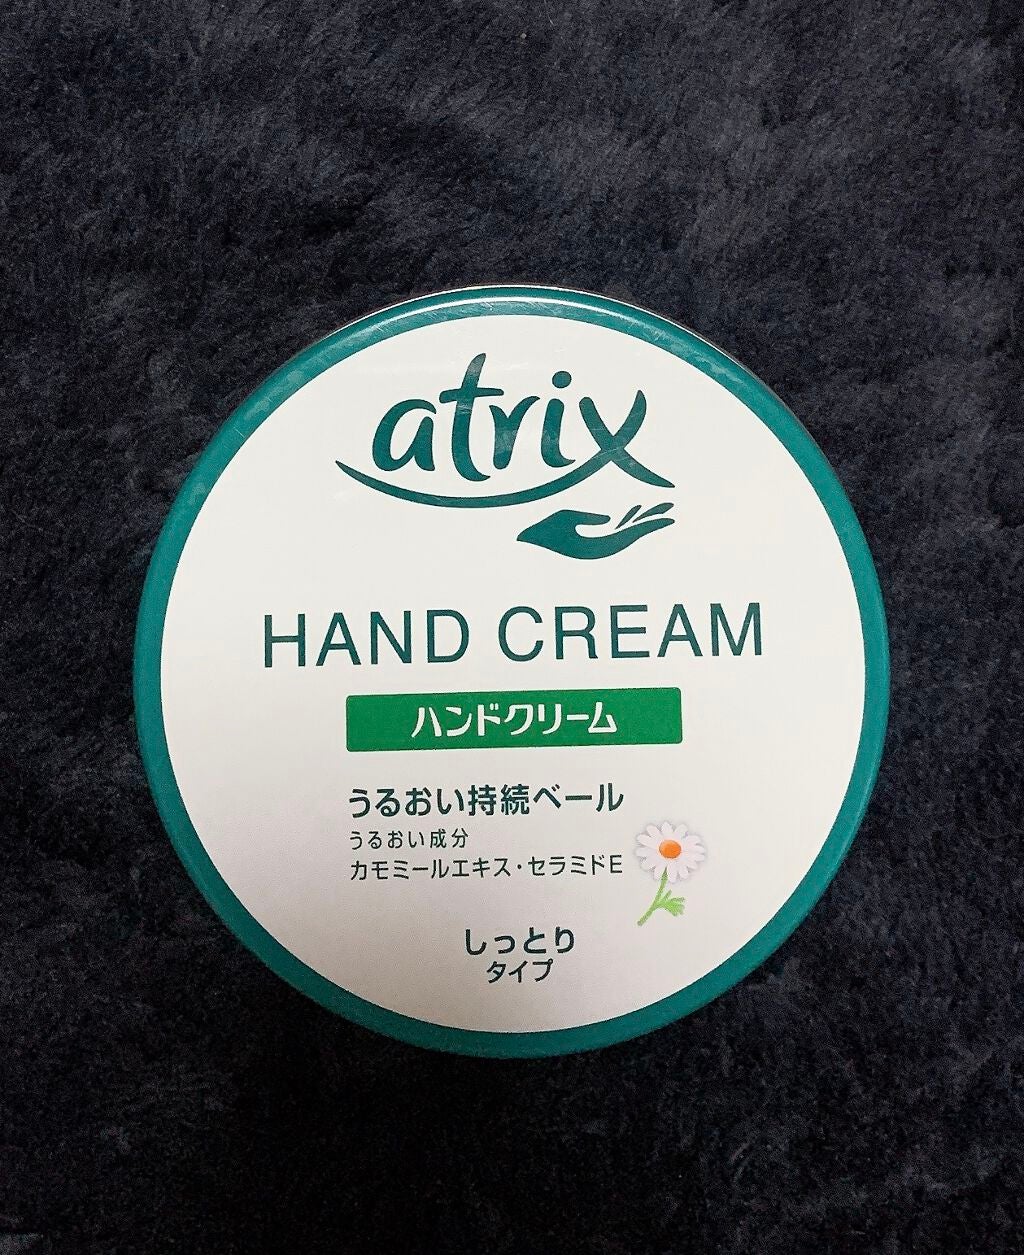 atrix
HAND CREAM
ハンドクリーム
うるおい持続ベール
うるおい成分
カモミールエキス・セラミドE
しっとり
タイプ